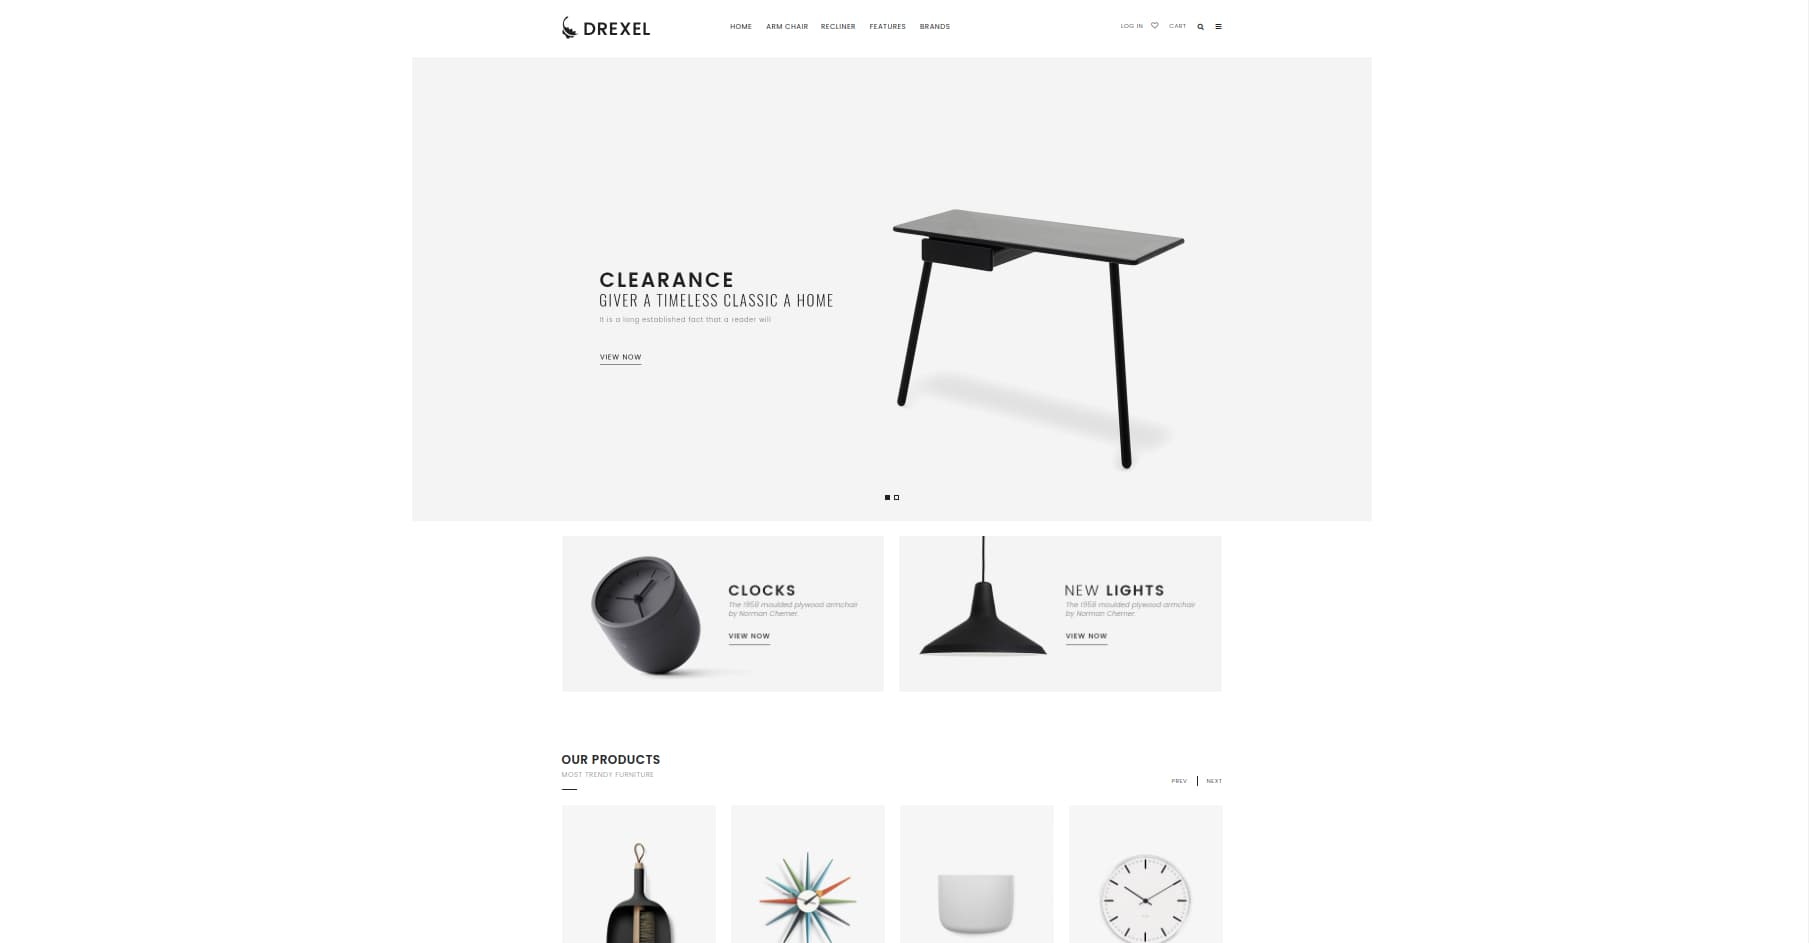 DREXEL
HOME ARM CHAIR RECLINER FEATURES BRANDS
LOG IN CART
CLEARANCE
GIVER A TIMELESS CLASSIC A HOME
It is a long established fact that a reader will
VIEW NOW
CLOCKS
The 1958 moulded plywood armchair
by Norman Cherner.
VIEW NOW
NEW LIGHTS
The 1958 moulded plywood armchair
by Norman Cherner.
VIEW NOW
OUR PRODUCTS
MOST TRENDY FURNITURE
PREV NEXT